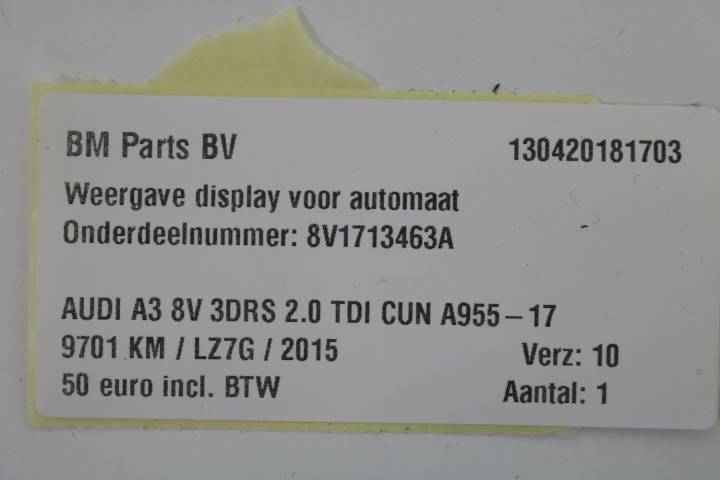 BM Parts BV 130420181703
Weergave display voor automaat
Onderdeelnummer: 8V1713463A
AUDI A3 8V 3DRS 2.0 TDI CUN A955-17
9701 KM / LZ7G / 2015 Verz: 10
50 euro incl. BTW Aantal: 1